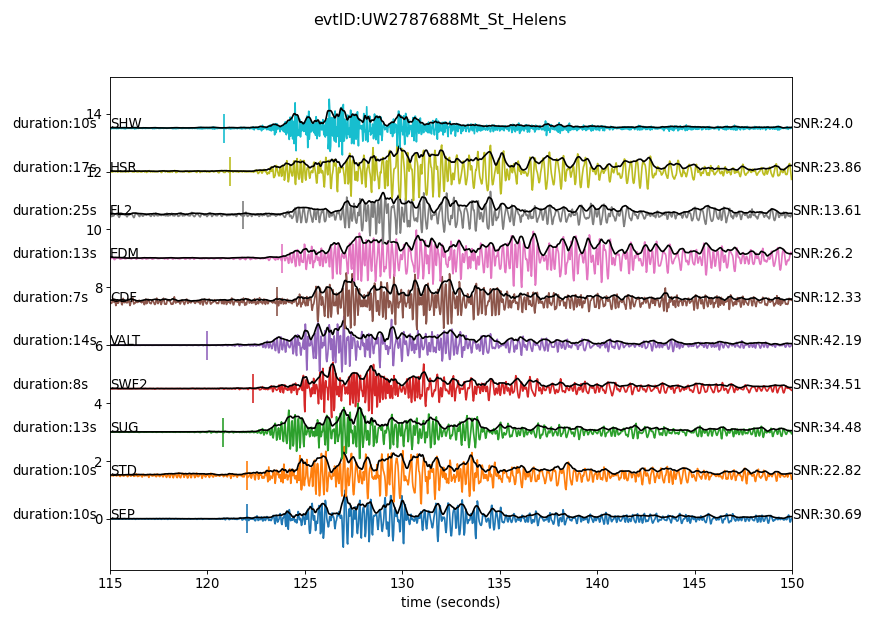 evtID:UW2787688Mt_St_Helens
14
duration:10s SHW SNR:24.0
duration:17s HSR SNR:23.86
12
duration:25s FL2 SNR:13.61
10
duration:13s EDM SNR:26.2
8
duration:7s CDF SNR:12.33
duration:14s VALT SNR:42.19
6
duration:8s SWF2 SNR:34.51
4
duration:13s SUG SNR:34.48
2
duration:10s STD SNR:22.82
duration:10s SEP SNR:30.69
0
115 120 125 130 135 140 145 150
time (seconds)